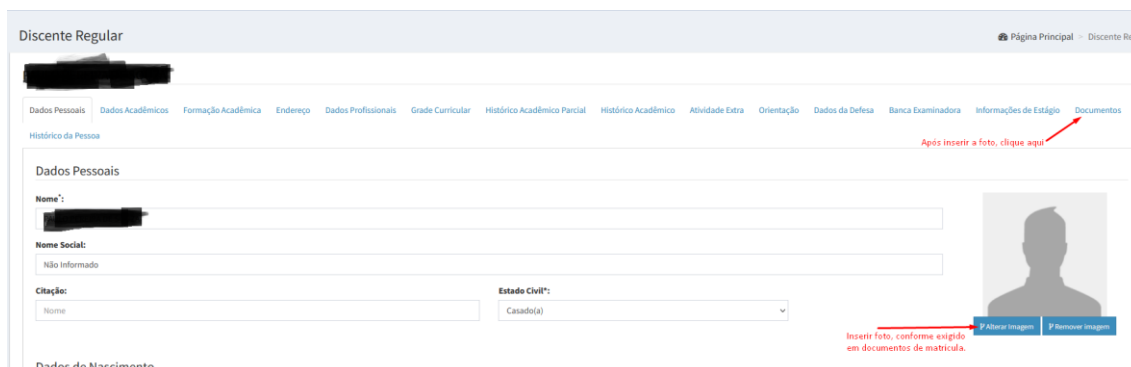 Discente Regular
Página Principal > Discente Re
Dados Pessoais Dados Acadêmicos Formação Acadêmica Endereço Dados Profissionais Grade Curricular Histórico Acadêmico Parcial Histórico Acadêmico Atividade Extra Orientação Dados da Defesa Banca Examinadora Informações de Estágio Documentos
Histórico da Pessoa
Após inserir a foto, clique aqui
Dados Pessoais
Nome*:
Nome Social:
Não Informado
Citação: Estado Civil*:
Nome Casado(a)
Alterar Imagem Remover imagem
Inserir foto, conforme exigido
em documentos de matricula.
Dados de Nascimento